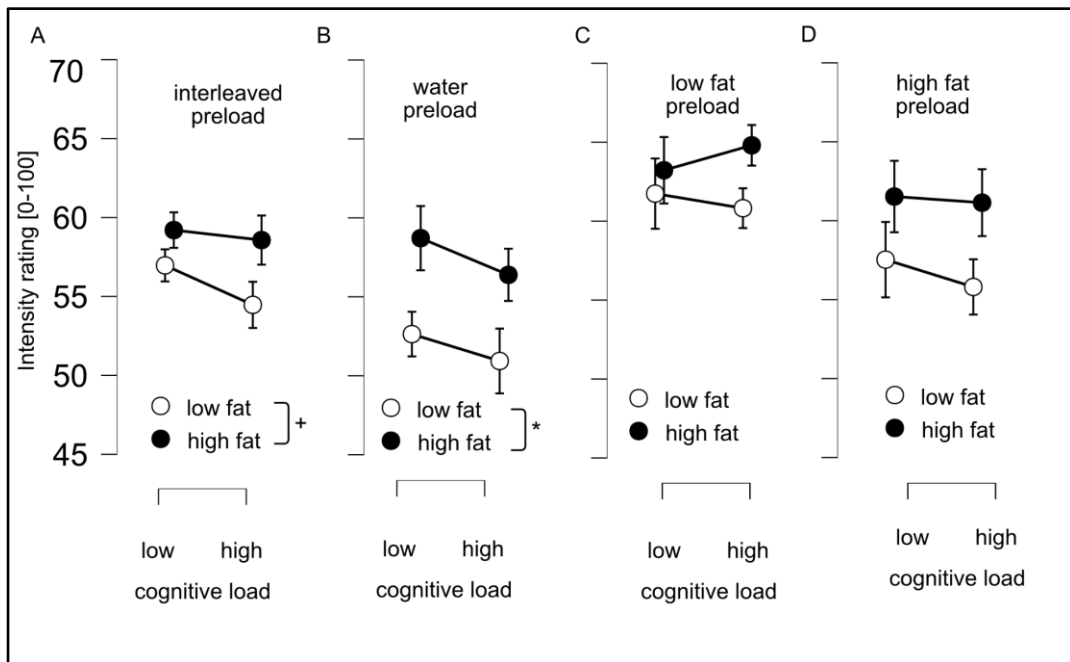 A
70
65
60
55
50
45
Intensity rating [0-100]
interleaved
preload
low fat
high fat
+
low
high
cognitive load
B
water
preload
low fat
high fat
*
low
high
cognitive load
C
low fat
preload
low fat
high fat
low
high
cognitive load
D
high fat
preload
low fat
high fat
low
high
cognitive load